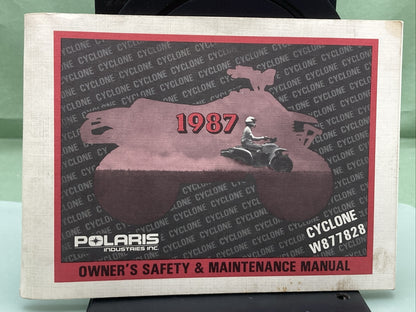 1987
POLARIS
INDUSTRIES INC.
CYCLONE
W877828
OWNER'S SAFETY & MAINTENANCE MANUAL